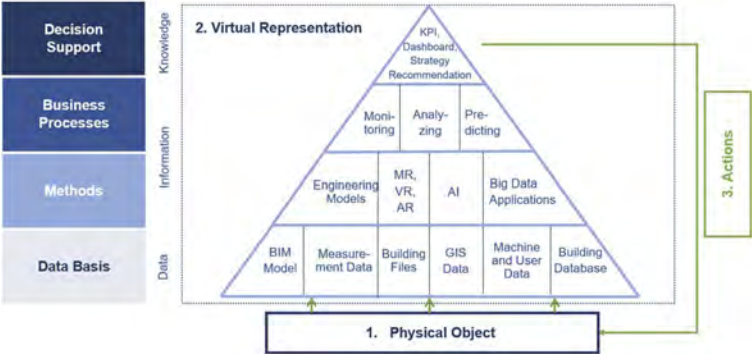 Decision
Support
Business
Processes
Methods
Data Basis
Knowledge
Information
Data
2. Virtual Representation
KPI,
Dashboard,
Strategy
Recommendation
Moni-
toring
Analy-
zing
Pre-
dicting
Engineering
Models
MR,
VR,
AR
AI
Big Data
Applications
BIM
Model
Measure-
ment Data
Building
Files
GIS
Data
Machine
and User
Data
Building
Database
1. Physical Object
3. Actions